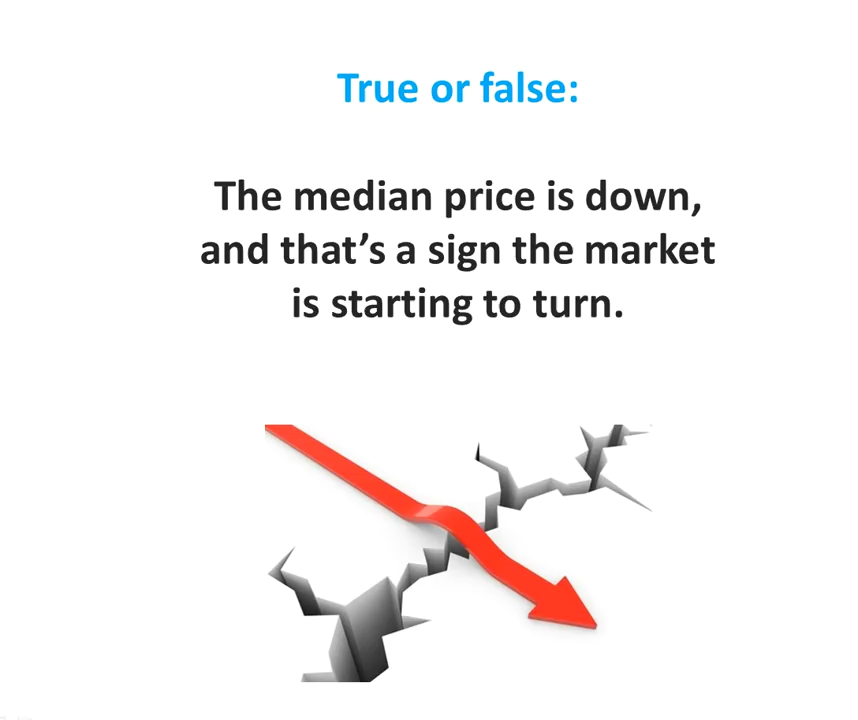 True or false:
The median price is down,
and that’s a sign the market
is starting to turn.